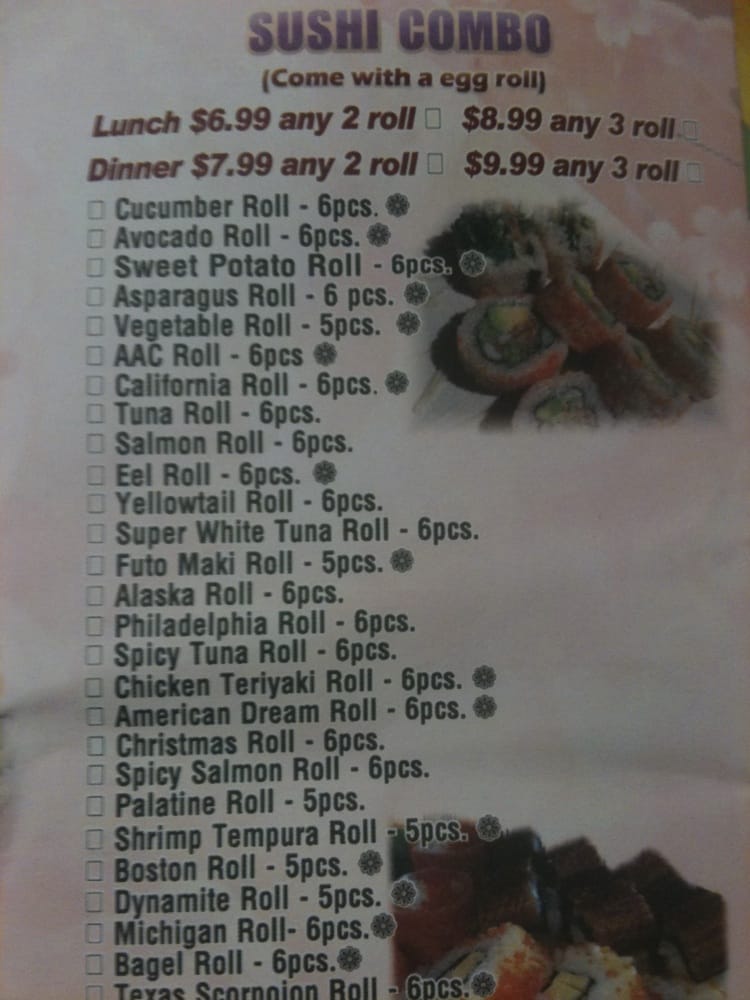 SUSHI COMBO
(Come with a egg roll)
Lunch $6.99 any 2 roll □ $8.99 any 3 roll □
Dinner $7.99 any 2 roll □ $9.99 any 3 roll □
□ Cucumber Roll - 6pcs. ❁
□ Avocado Roll - 6pcs. ❁
□ Sweet Potato Roll - 6pcs. ❁
□ Asparagus Roll - 6 pcs. ❁
□ Vegetable Roll - 5pcs. ❁
□ AAC Roll - 6pcs ❁
□ California Roll - 6pcs. ❁
□ Tuna Roll - 6pcs.
□ Salmon Roll - 6pcs.
□ Eel Roll - 6pcs. ❁
□ Yellowtail Roll - 6pcs.
□ Super White Tuna Roll - 6pcs.
□ Futo Maki Roll - 5pcs. ❁
□ Alaska Roll - 6pcs.
□ Philadelphia Roll - 6pcs.
□ Spicy Tuna Roll - 6pcs.
□ Chicken Teriyaki Roll - 6pcs. ❁
□ American Dream Roll - 6pcs. ❁
□ Christmas Roll - 6pcs.
□ Spicy Salmon Roll - 6pcs.
□ Palatine Roll - 5pcs.
□ Shrimp Tempura Roll - 5pcs. ❁
□ Boston Roll - 5pcs. ❁
□ Dynamite Roll - 5pcs. ❁
□ Michigan Roll- 6pcs. ❁
□ Bagel Roll - 6pcs. ❁
□ Texas Scorpoion Roll - 6pcs. ❁